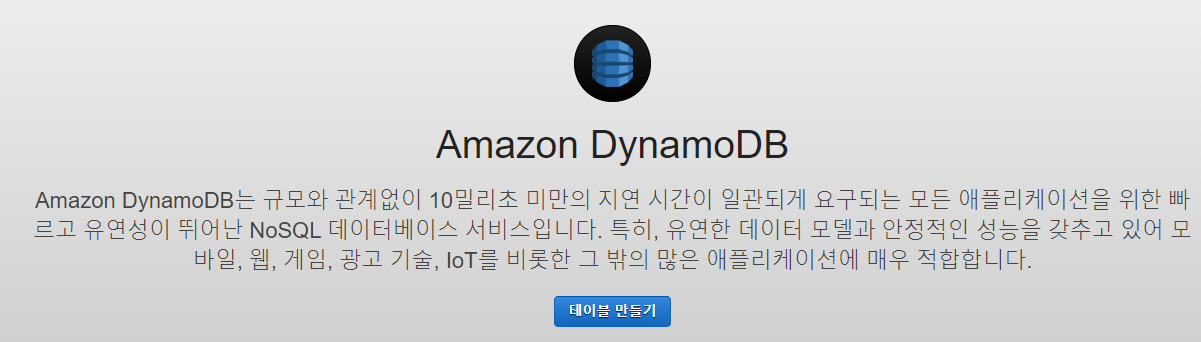 Amazon DynamoDB
Amazon DynamoDB는 규모와 관계없이 10밀리초 미만의 지연 시간이 일관되게 요구되는 모든 애플리케이션을 위한 빠
르고 유연성이 뛰어난 NoSQL 데이터베이스 서비스입니다. 특히, 유연한 데이터 모델과 안정적인 성능을 갖추고 있어 모
바일, 웹, 게임, 광고 기술, IoT를 비롯한 그 밖의 많은 애플리케이션에 매우 적합합니다.
테이블 만들기